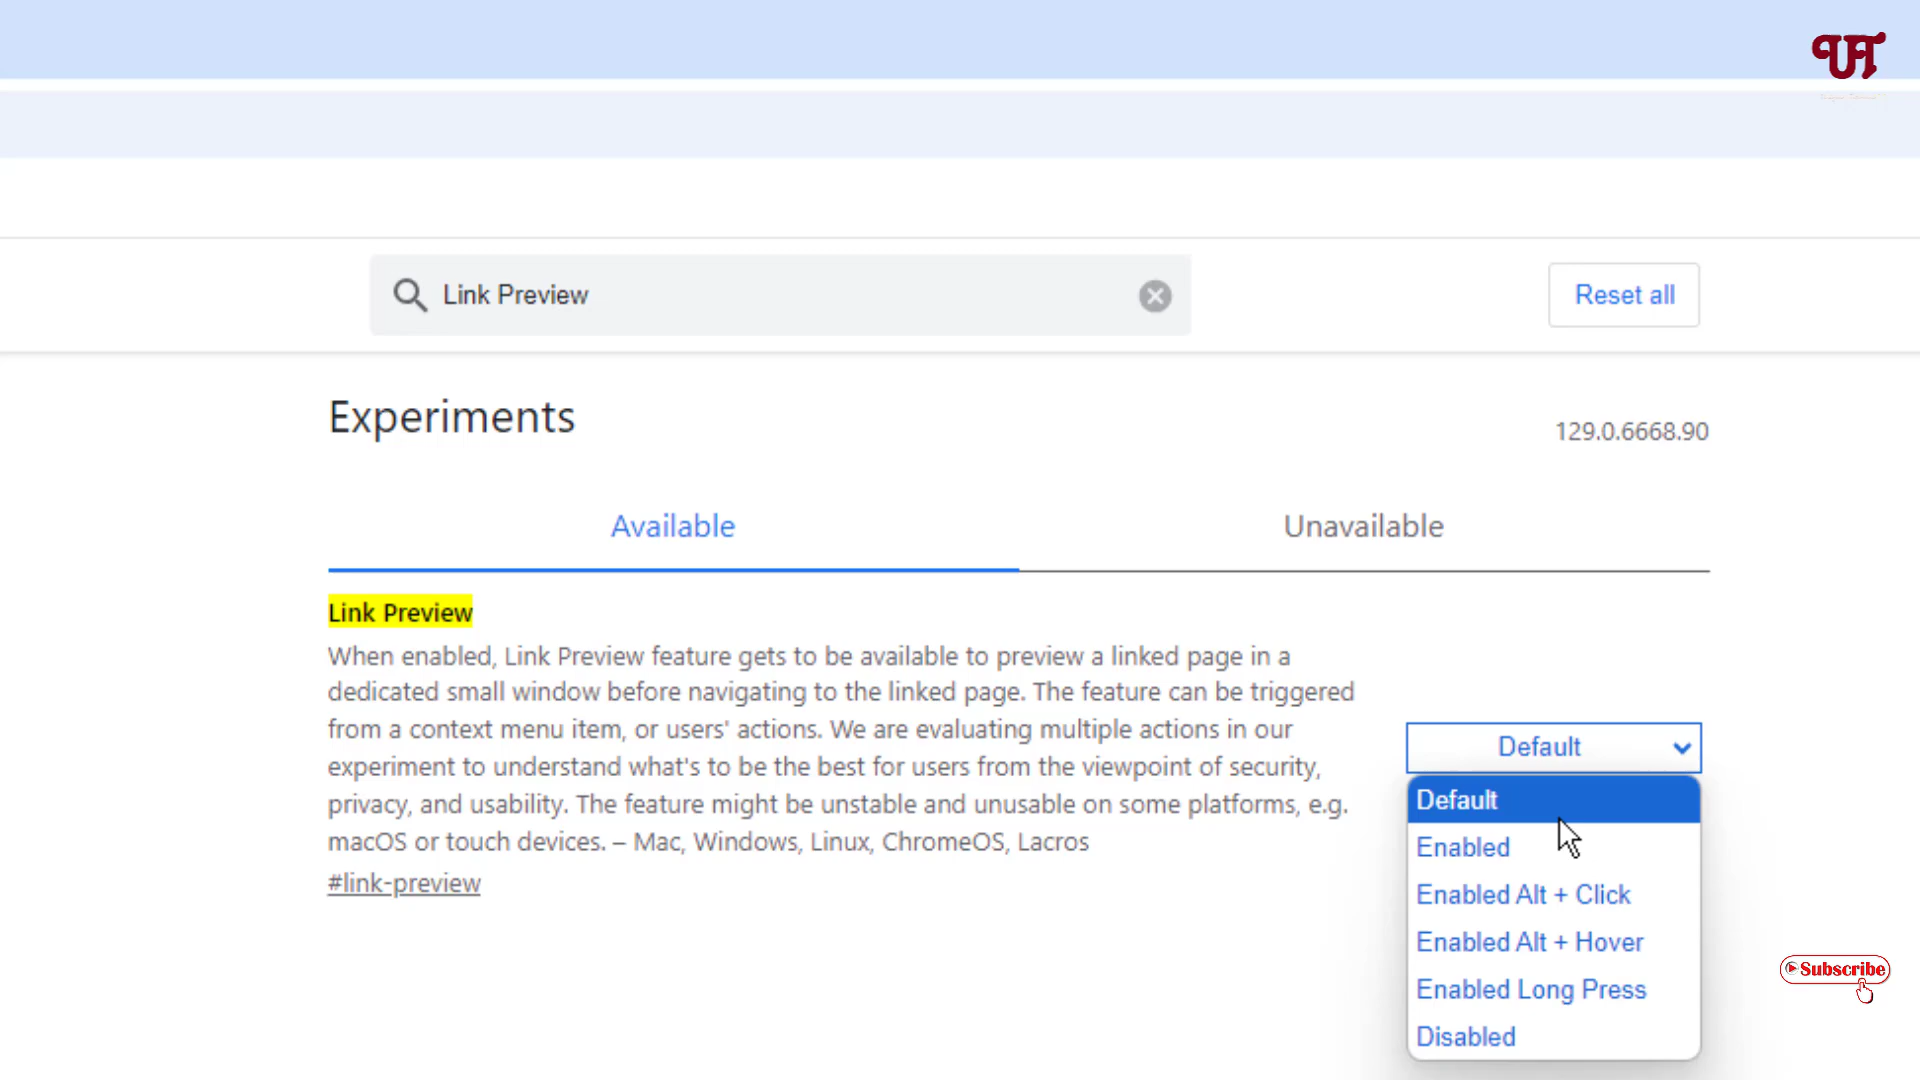 UT
Link Preview
Reset all
Experiments
129.0.6668.90
Available
Unavailable
Link Preview
When enabled, Link Preview feature gets to be available to preview a linked page in a
dedicated small window before navigating to the linked page. The feature can be triggered
from a context menu item, or users' actions. We are evaluating multiple actions in our
experiment to understand what's to be the best for users from the viewpoint of security,
privacy, and usability. The feature might be unstable and unusable on some platforms, e.g.
macOS or touch devices. – Mac, Windows, Linux, ChromeOS, Lacros
#link-preview
Default
Default
Enabled
Enabled Alt + Click
Enabled Alt + Hover
Enabled Long Press
Disabled
Subscribe